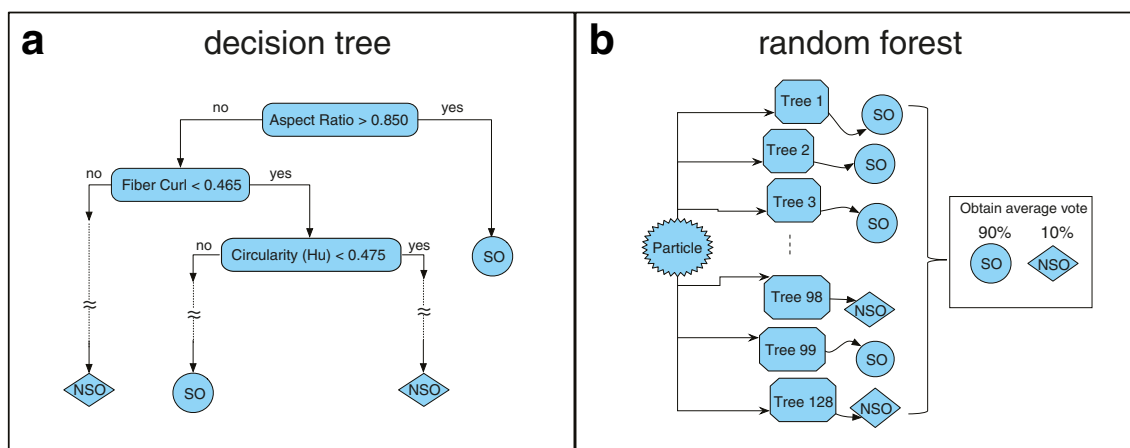 a
decision tree
no
yes
Aspect Ratio > 0.850
no
yes
Fiber Curl < 0.465
no
yes
Circularity (Hu) < 0.475
SO
≈
≈
≈
NSO
SO
NSO
b
random forest
Tree 1
SO
Tree 2
SO
Tree 3
SO
Particle
Tree 98
NSO
Tree 99
SO
Tree 128
NSO
Obtain average vote
90% 10%
SO NSO